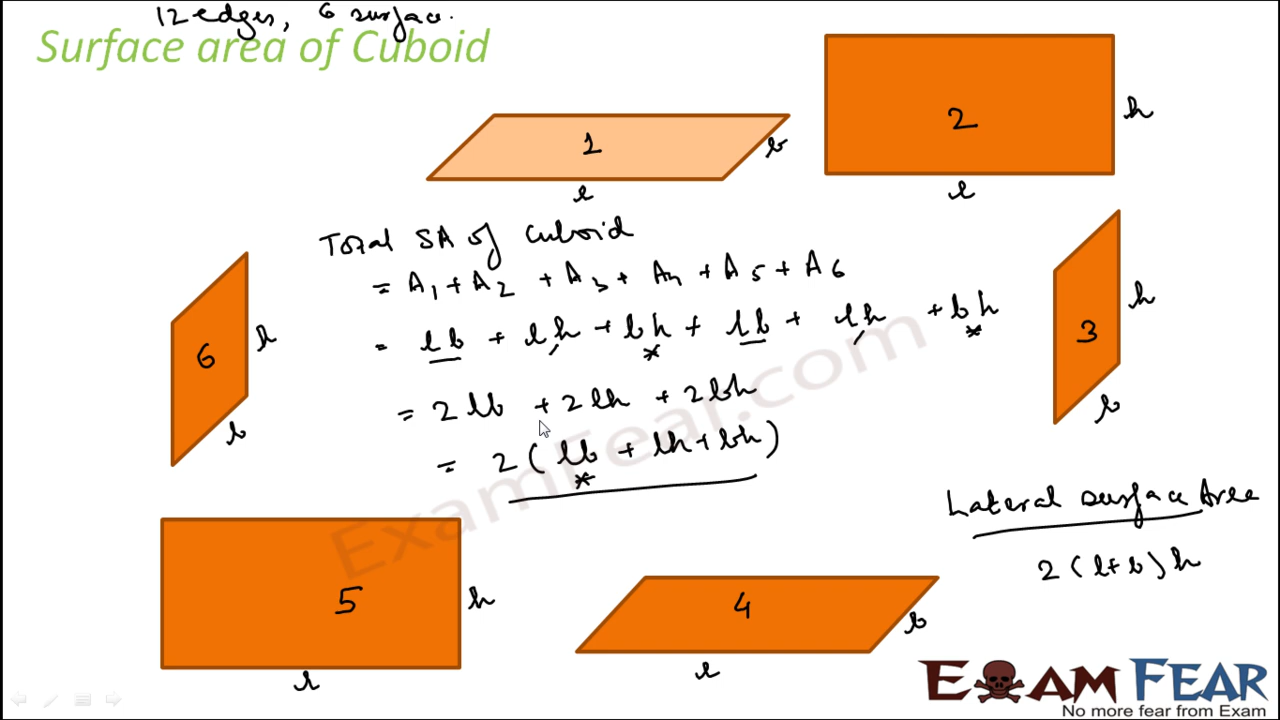 12 edges, 6 surface.
Surface area of Cuboid
1
b
l
2
h
l
Total SA of Cuboid
= A1 + A2 + A3 + A4 + A5 + A6
= lb + lh + bh + lb + lh + bh
= 2lb + 2lh + 2bh
= 2 (lb + lh + bh)
6
h
b
3
h
b
Lateral surface Area
2 (l+b) h
5
h
l
4
b
l
ExamFear.com
EXAM FEAR
No more fear from Exam